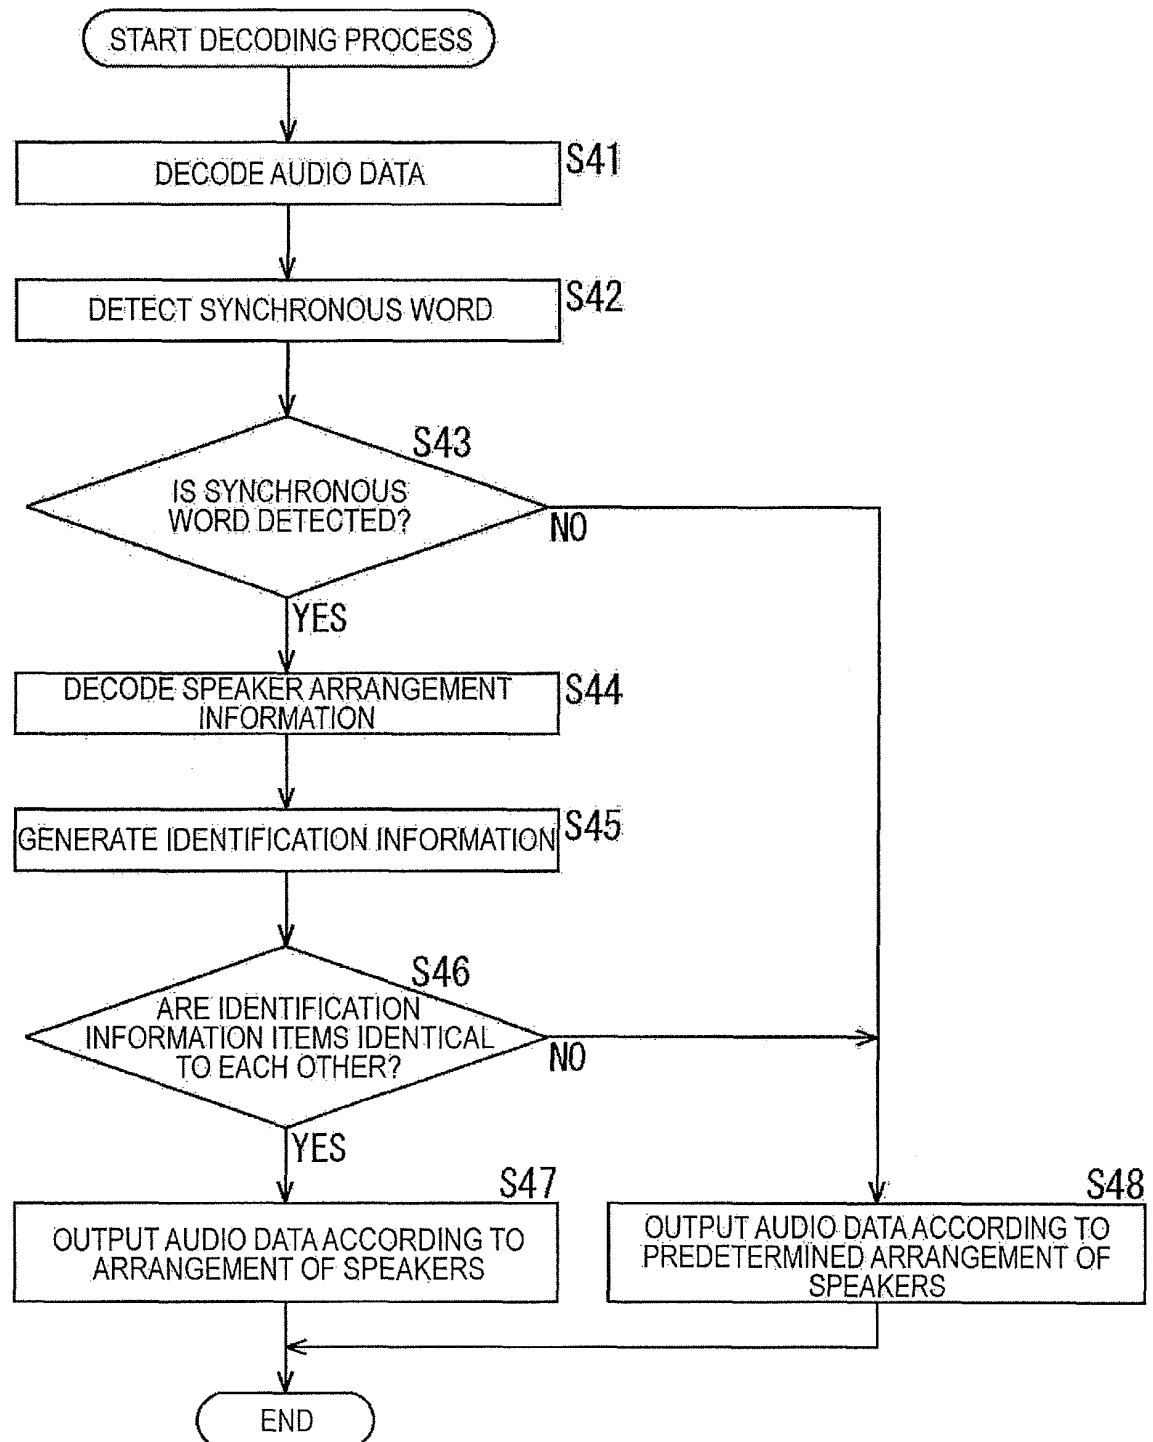 START DECODING PROCESS
S41
DECODE AUDIO DATA
S42
DETECT SYNCHRONOUS WORD
S43
IS SYNCHRONOUS
WORD DETECTED?
NO
YES
S44
DECODE SPEAKER ARRANGEMENT
INFORMATION
S45
GENERATE IDENTIFICATION INFORMATION
S46
ARE IDENTIFICATION
INFORMATION ITEMS IDENTICAL
TO EACH OTHER?
NO
YES
S47
OUTPUT AUDIO DATA ACCORDING TO
ARRANGEMENT OF SPEAKERS
S48
OUTPUT AUDIO DATA ACCORDING TO
PREDETERMINED ARRANGEMENT OF
SPEAKERS
END